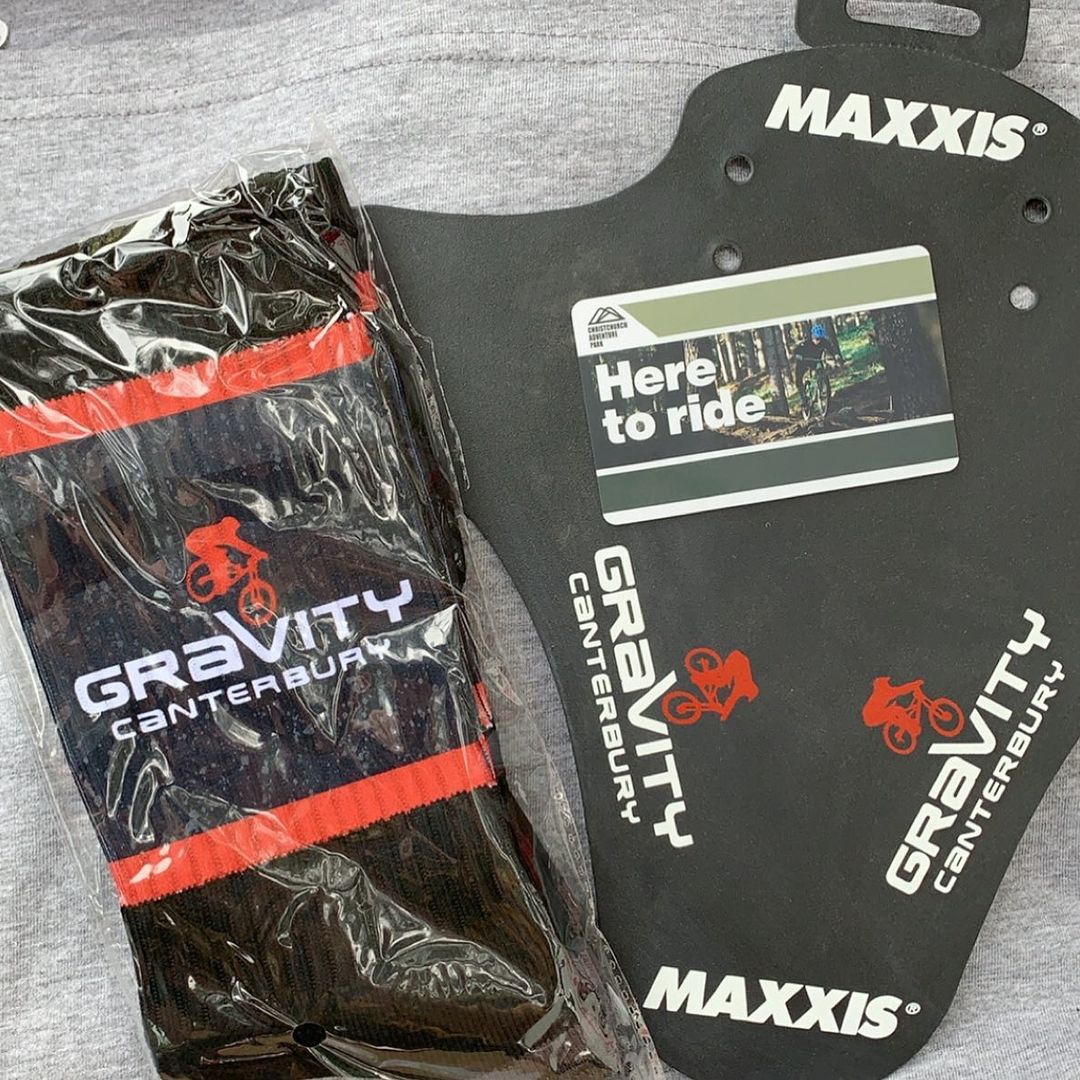 MAXXIS®
CHRISTCHURCH
ADVENTURE
PARK
Here
to ride
GRaVITY
CaNTERBURY
GRaVITY
CaNTERBURY
GRaVITY
CaNTERBURY
MAXXIS®